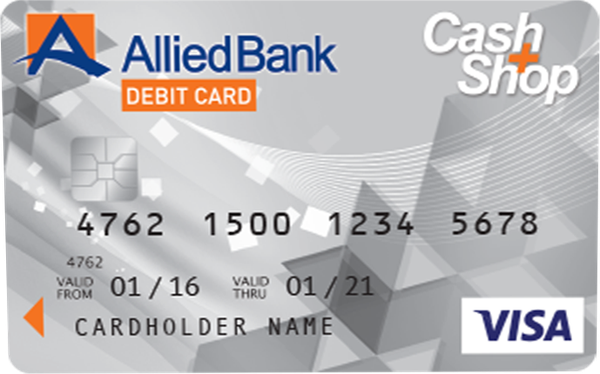 Allied Bank
DEBIT CARD
Cash+
Shop
4762 1500 1234 5678
4762
VALID FROM 01 / 16 VALID THRU 01 / 21
CARDHOLDER NAME
VISA